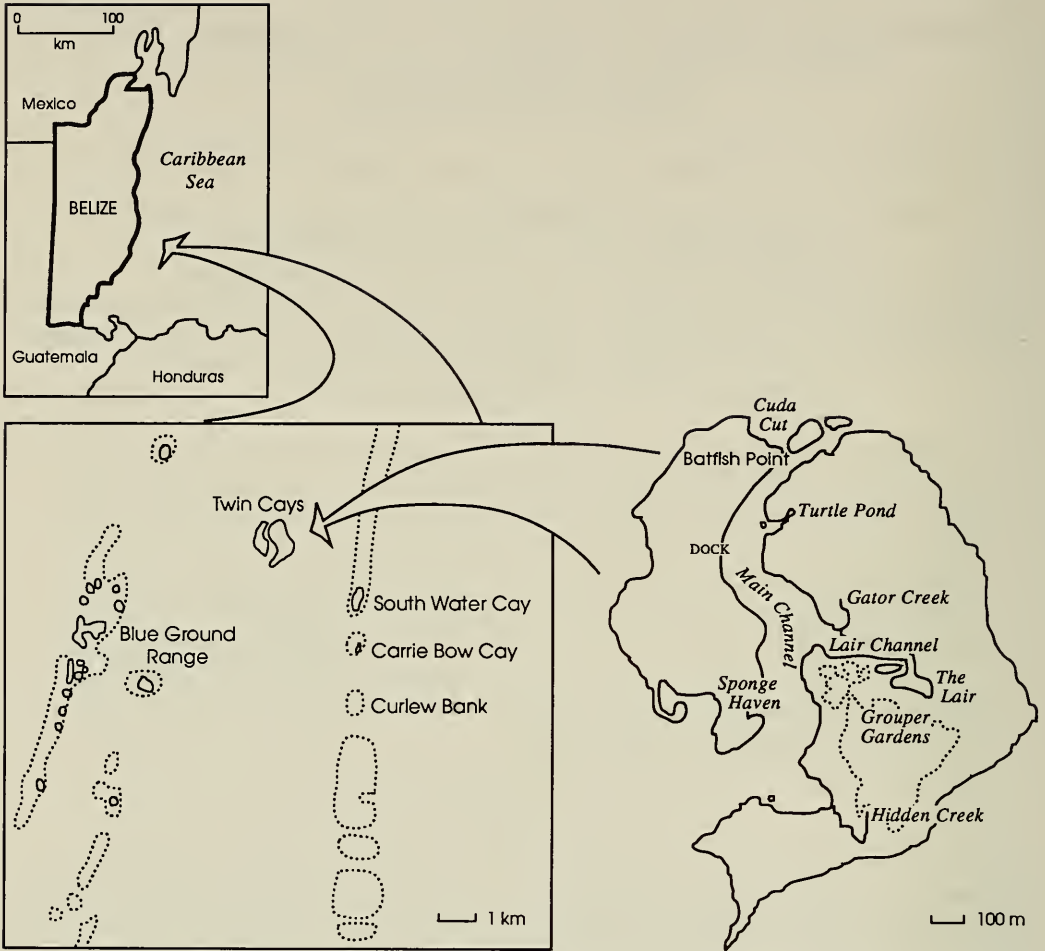 0 100
km
Mexico
Caribbean
Sea
BELIZE
Guatemala
Honduras
Twin Cays
South Water Cay
Blue Ground
Range
Carrie Bow Cay
Curlew Bank
1 km
Cuda
Cut
Batfish Point
Turtle Pond
DOCK
Main Channel
Gator Creek
Lair Channel
The
Lair
Sponge
Haven
Grouper
Gardens
Hidden Creek
100 m